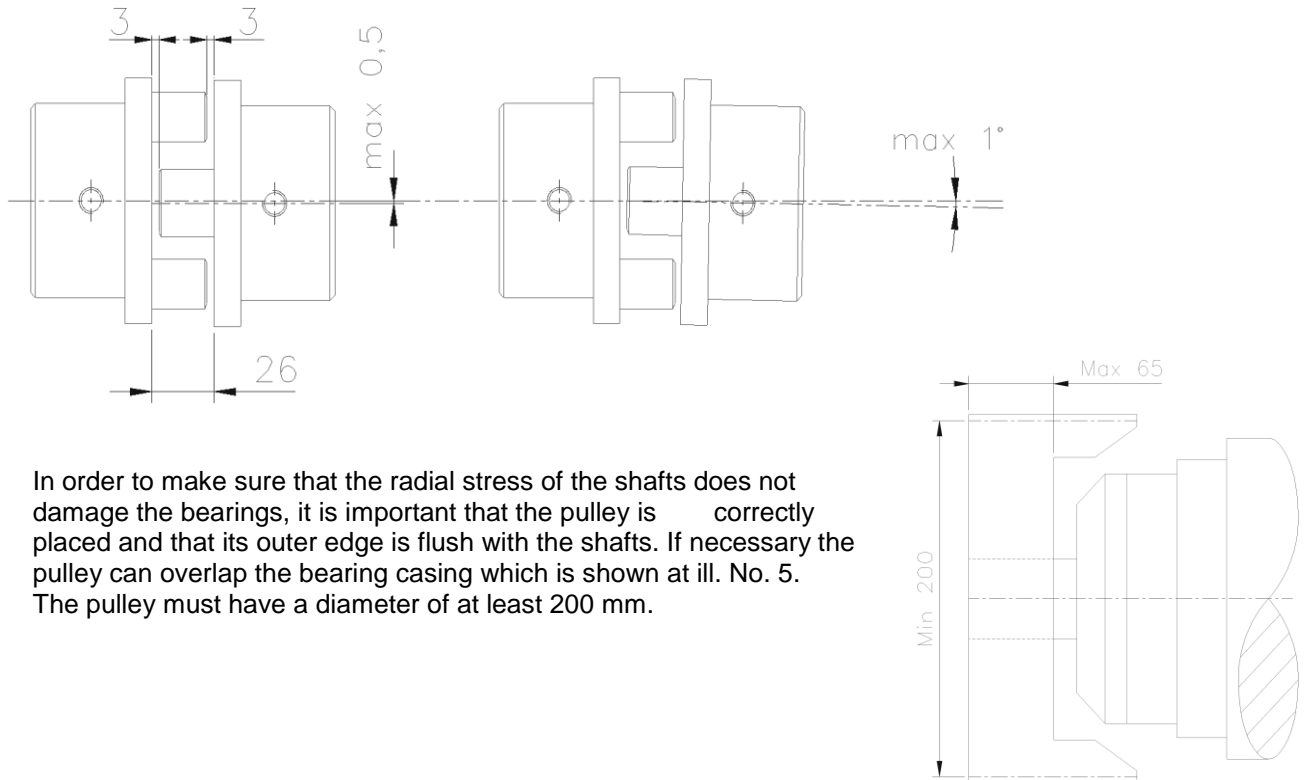 3 3
max 0,5
26
max 1°
Max 65
Min 200
In order to make sure that the radial stress of the shafts does not
damage the bearings, it is important that the pulley is correctly
placed and that its outer edge is flush with the shafts. If necessary the
pulley can overlap the bearing casing which is shown at ill. No. 5.
The pulley must have a diameter of at least 200 mm.